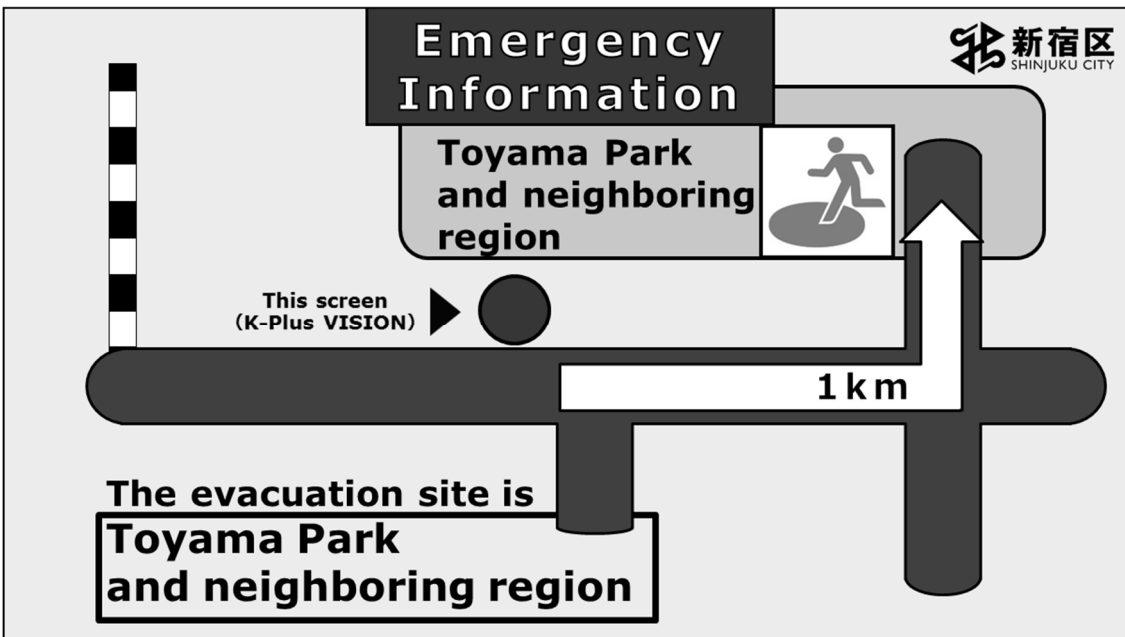 Emergency
Information
新宿区
SHINJUKU CITY
Toyama Park
and neighboring
region
This screen
（K-Plus VISION）
1km
The evacuation site is
Toyama Park
and neighboring region